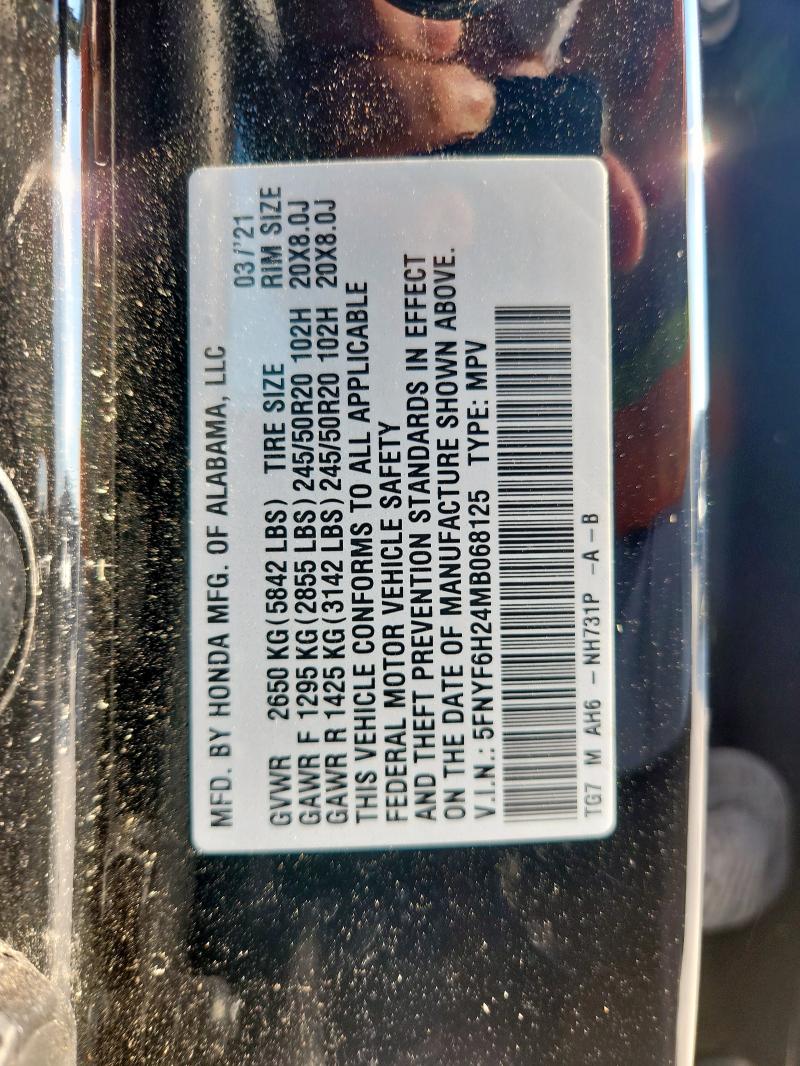 MFD. BY HONDA MFG. OF ALABAMA, LLC
03/'21
GVWR 2650 KG(5842 LBS) TIRE SIZE RIM SIZE
GAWR F 1295 KG(2855 LBS) 245/50R20 102H 20X8.0J
GAWR R 1425 KG(3142 LBS) 245/50R20 102H 20X8.0J
THIS VEHICLE CONFORMS TO ALL APPLICABLE
FEDERAL MOTOR VEHICLE SAFETY
AND THEFT PREVENTION STANDARDS IN EFFECT
ON THE DATE OF MANUFACTURE SHOWN ABOVE.
V.I.N.: 5FNYF6H24MB068125 TYPE: MPV
TG7 M AH6 -NH731P -A-B